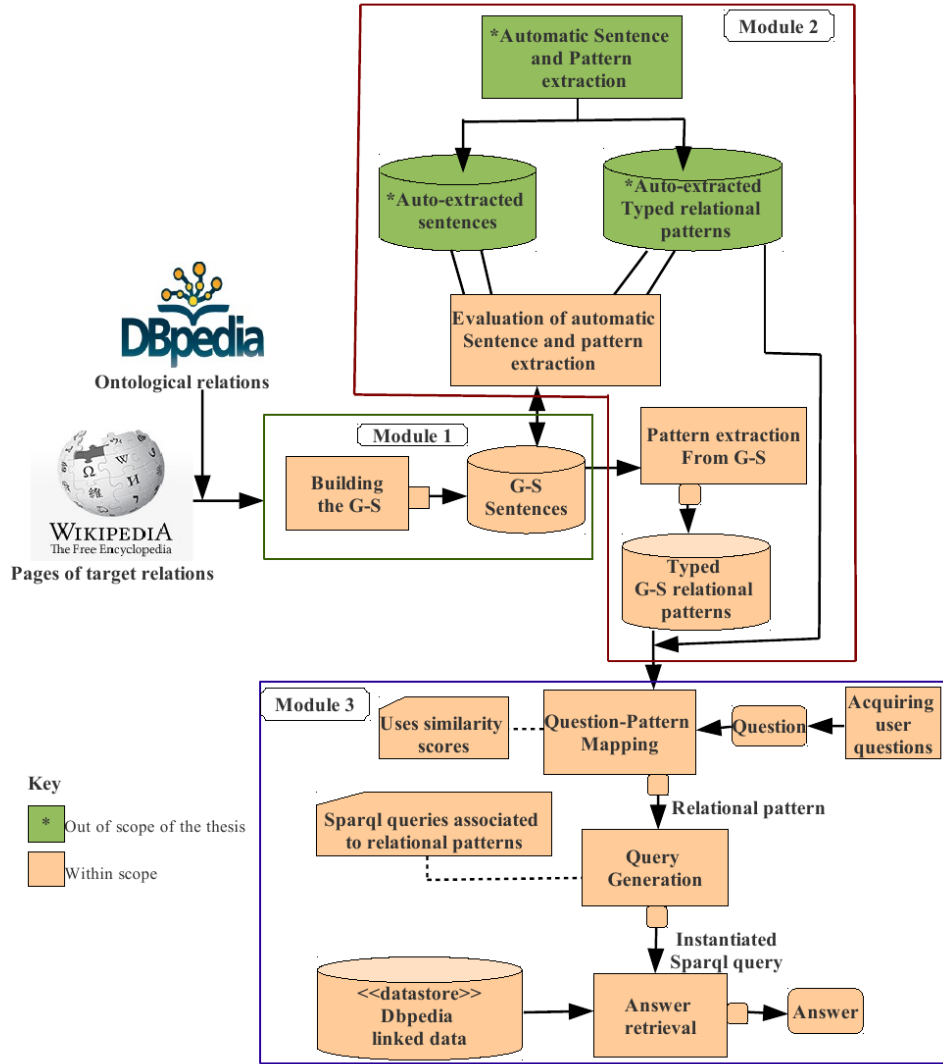 Module 2
*Automatic Sentence
and Pattern
extraction
*Auto-extracted
sentences
*Auto-extracted
Typed relational
patterns
Evaluation of automatic
Sentence and pattern
extraction
DBpedia
Ontological relations
Ω
W
И
WIKIPEDIA
The Free Encyclopedia
Pages of target relations
Module 1
Building
the G-S
G-S
Sentences
Pattern extraction
From G-S
Typed
G-S relational
patterns
Module 3
Uses similarity
scores
Question-Pattern
Mapping
Question
Acquiring
user
questions
Relational pattern
Key
* Out of scope of the thesis
Within scope
Sparql queries associated
to relational patterns
Query
Generation
Instantiated
Sparql query
<<datastore>>
Dbpedia
linked data
Answer
retrieval
Answer